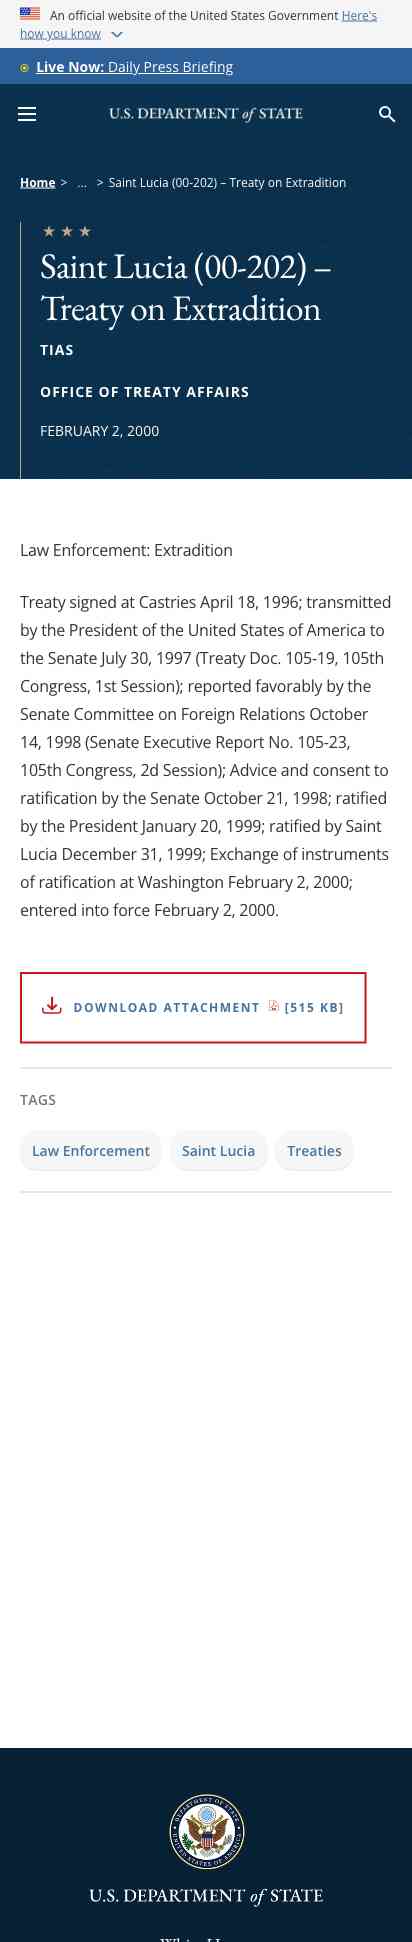 An official website of the United States Government Here's
how you know
Live Now: Daily Press Briefing
U.S. DEPARTMENT of STATE
Home > ... > Saint Lucia (00-202) – Treaty on Extradition
Saint Lucia (00-202) –
Treaty on Extradition
TIAS
OFFICE OF TREATY AFFAIRS
FEBRUARY 2, 2000
Law Enforcement: Extradition
Treaty signed at Castries April 18, 1996; transmitted
by the President of the United States of America to
the Senate July 30, 1997 (Treaty Doc. 105-19, 105th
Congress, 1st Session); reported favorably by the
Senate Committee on Foreign Relations October
14, 1998 (Senate Executive Report No. 105-23,
105th Congress, 2d Session); Advice and consent to
ratification by the Senate October 21, 1998; ratified
by the President January 20, 1999; ratified by Saint
Lucia December 31, 1999; Exchange of instruments
of ratification at Washington February 2, 2000;
entered into force February 2, 2000.
DOWNLOAD ATTACHMENT [515 KB]
TAGS
Law Enforcement Saint Lucia Treaties
DEPARTMENT OF STATE
UNITED STATES OF AMERICA
U.S. DEPARTMENT of STATE